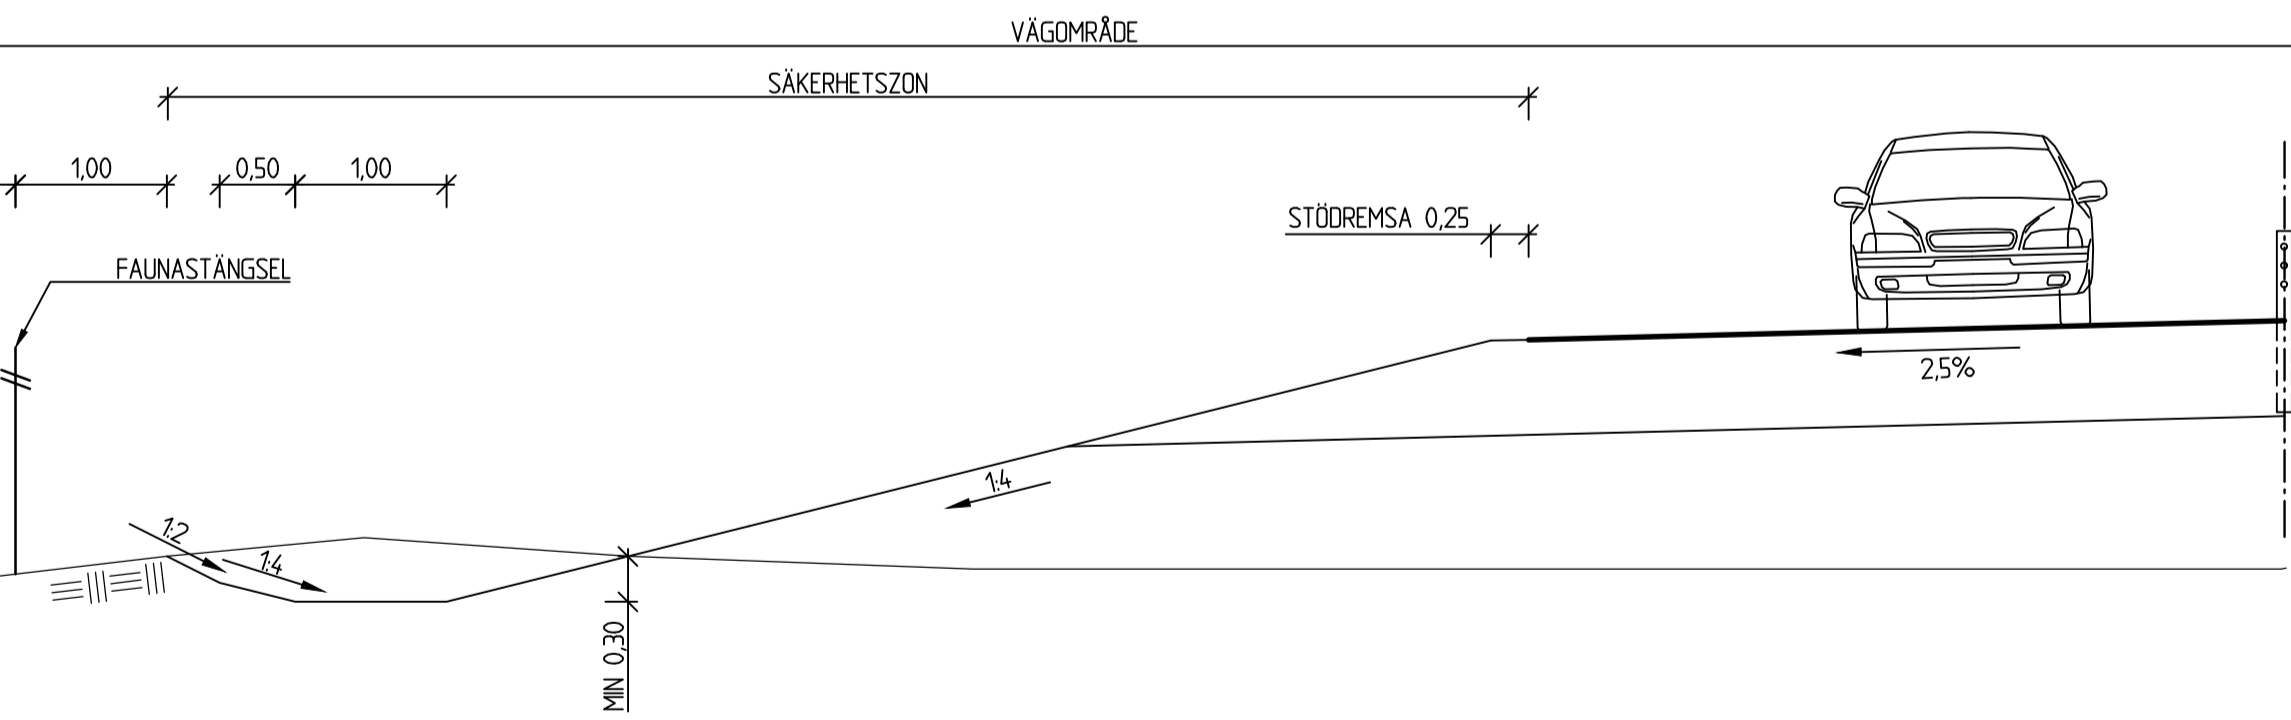 VÄGOMRÅDE
SÄKERHETSZON
1,00
0,50
1,00
STÖDREMSA 0,25
FAUNASTÄNGSEL
2,5%
1:4
1:2
1:4
MIN 0,30